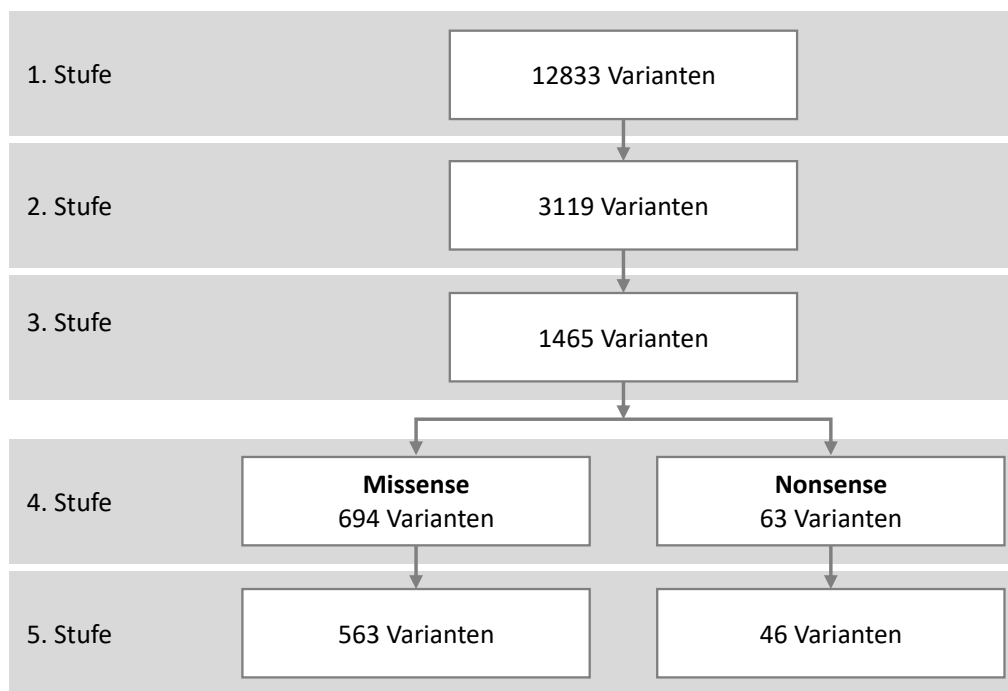 1. Stufe
12833 Varianten
2. Stufe
3119 Varianten
3. Stufe
1465 Varianten
4. Stufe
Missense
694 Varianten
Nonsense
63 Varianten
5. Stufe
563 Varianten
46 Varianten